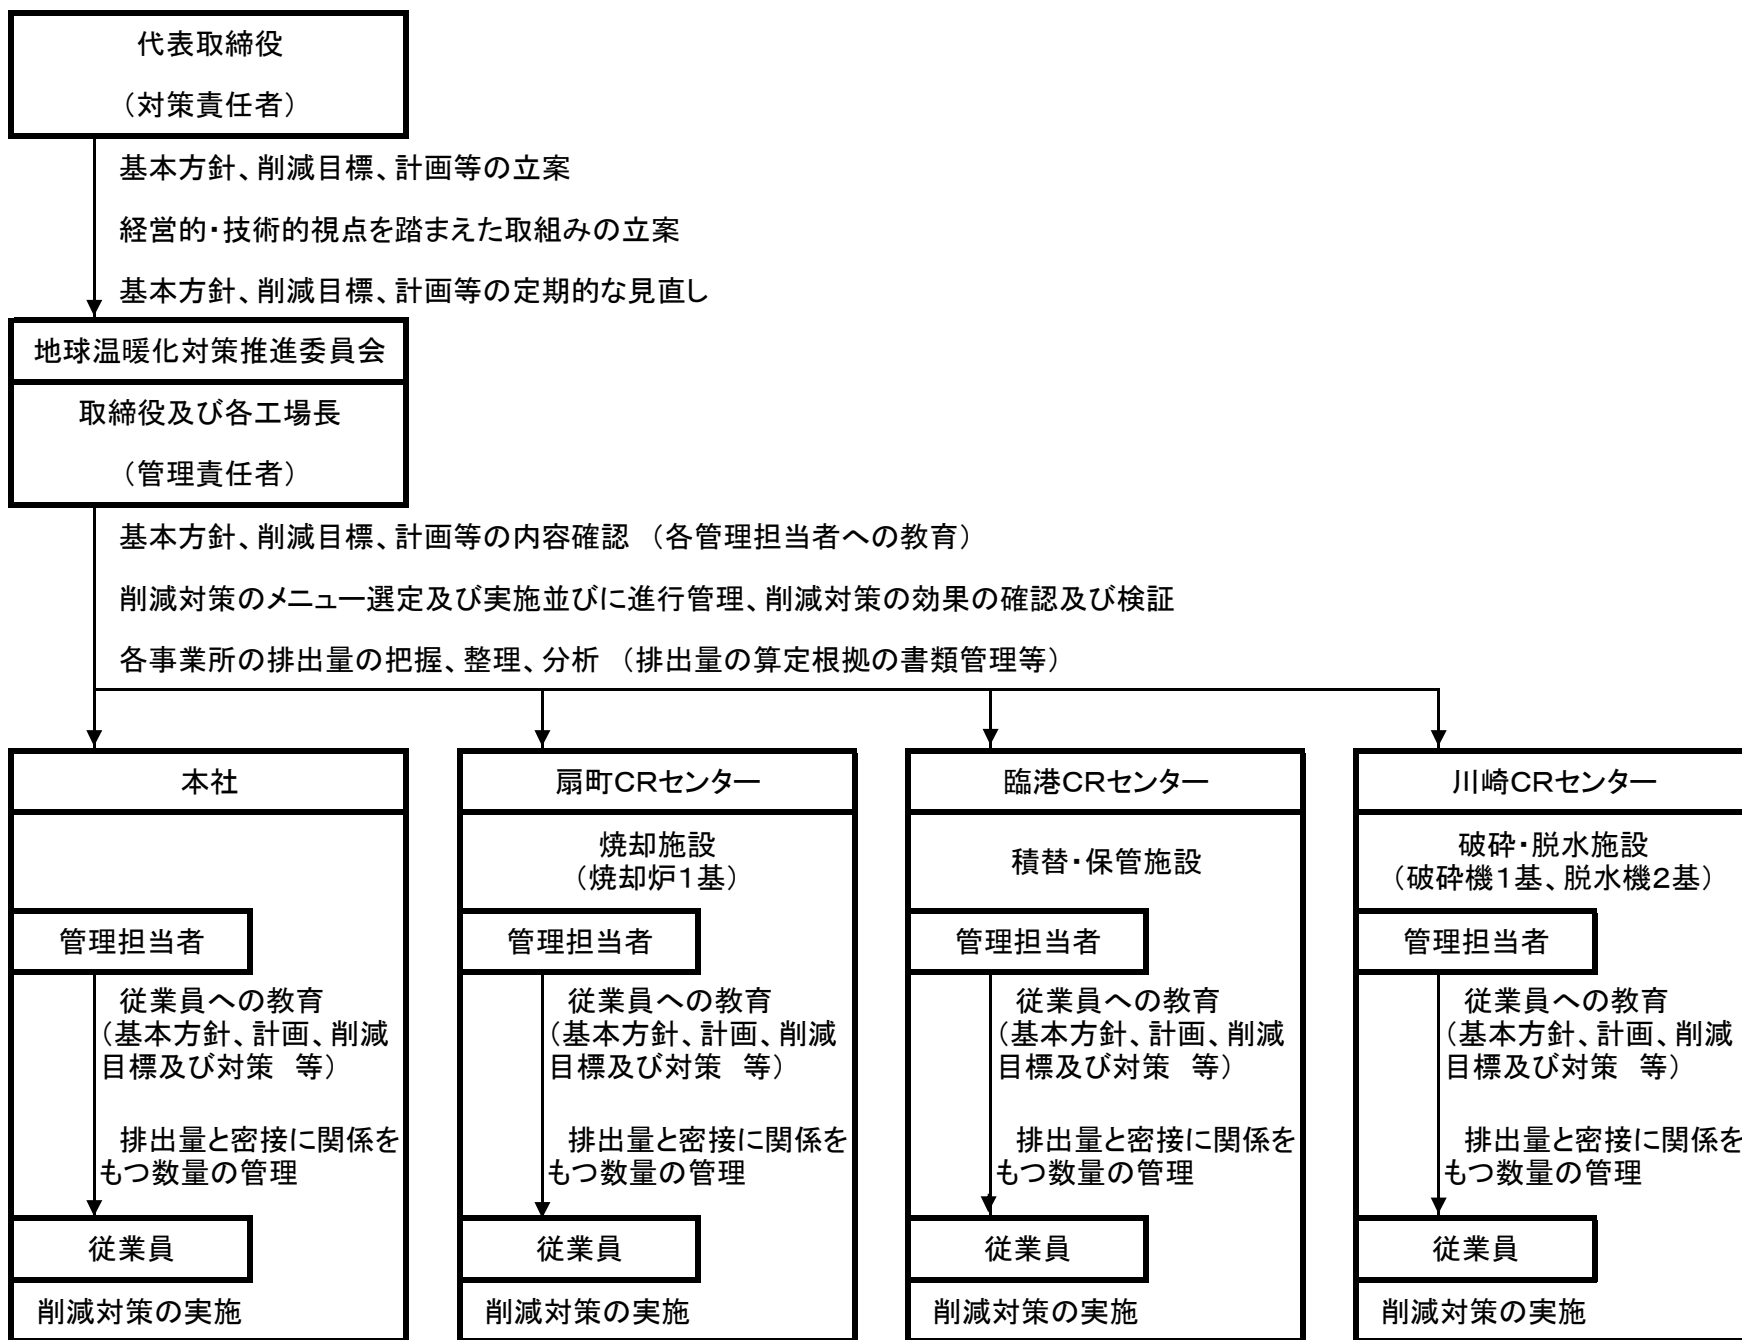 代表取締役
（対策責任者）
基本方針、削減目標、計画等の立案
経営的・技術的視点を踏まえた取組みの立案
基本方針、削減目標、計画等の定期的な見直し
地球温暖化対策推進委員会
取締役及び各工場長
（管理責任者）
基本方針、削減目標、計画等の内容確認　（各管理担当者への教育）
削減対策のメニュー選定及び実施並びに進行管理、削減対策の効果の確認及び検証
各事業所の排出量の把握、整理、分析　（排出量の算定根拠の書類管理等）
本社
管理担当者
従業員への教育
（基本方針、計画、削減
目標及び対策　等）
排出量と密接に関係を
もつ数量の管理
従業員
削減対策の実施
扇町CRセンター
焼却施設
（焼却炉１基）
管理担当者
従業員への教育
（基本方針、計画、削減
目標及び対策　等）
排出量と密接に関係を
もつ数量の管理
従業員
削減対策の実施
臨港CRセンター
積替・保管施設
管理担当者
従業員への教育
（基本方針、計画、削減
目標及び対策　等）
排出量と密接に関係を
もつ数量の管理
従業員
削減対策の実施
川崎CRセンター
破砕・脱水施設
（破砕機１基、脱水機２基）
管理担当者
従業員への教育
（基本方針、計画、削減
目標及び対策　等）
排出量と密接に関係を
もつ数量の管理
従業員
削減対策の実施